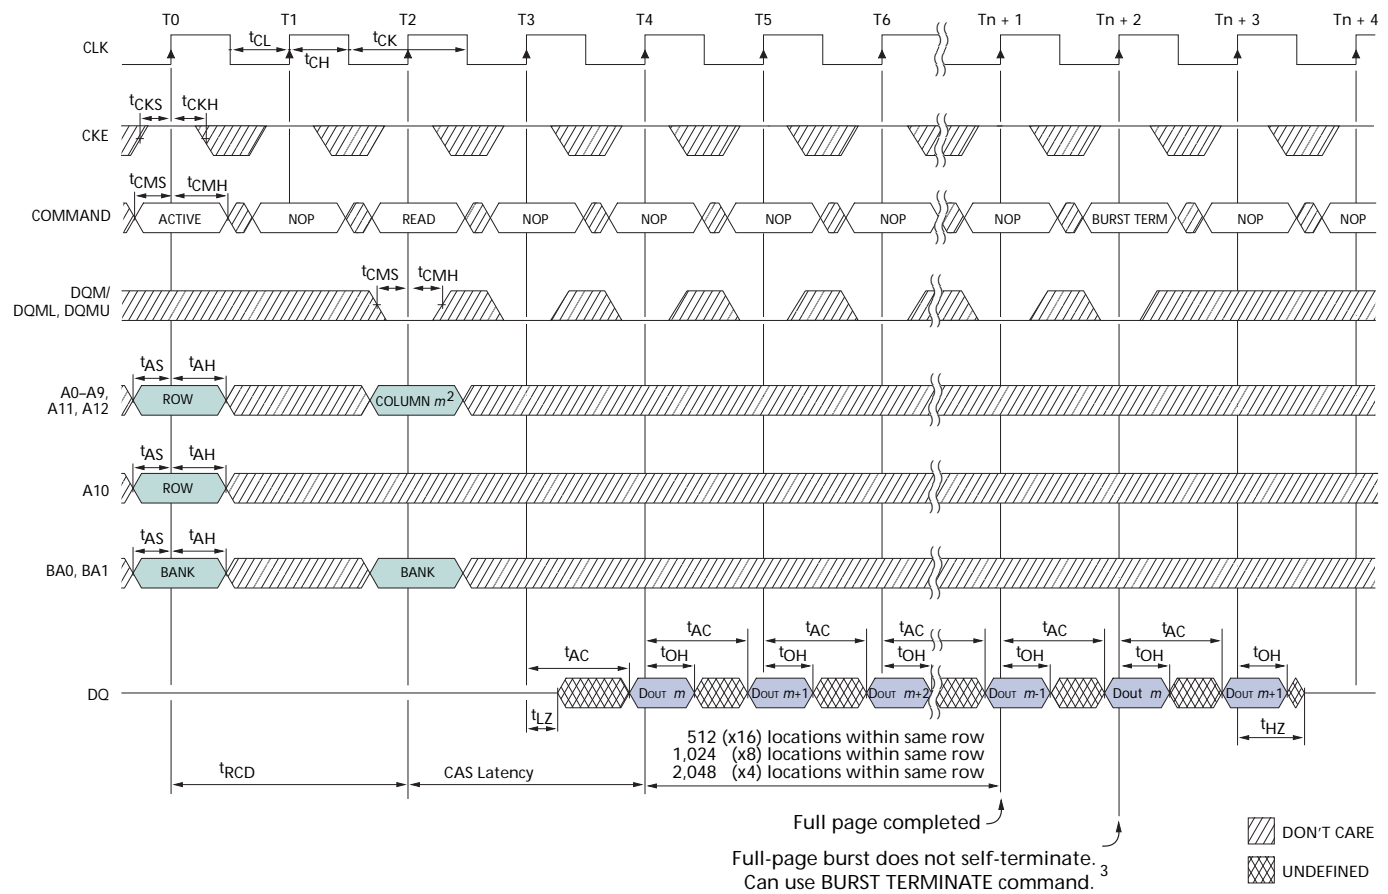 T0 T1 T2 T3 T4 T5 T6 Tn + 1 Tn + 2 Tn + 3 Tn + 4
CLK
tCL tCK
tCH
tCKS tCKH
CKE
tCMS tCMH
COMMAND ACTIVE NOP READ NOP NOP NOP NOP NOP BURST TERM NOP NOP
tCMS tCMH
DQM/
DQML, DQMU
tAS tAH
A0–A9,
A11, A12
ROW COLUMN m2
tAS tAH
A10 ROW
tAS tAH
BA0, BA1 BANK BANK
tAC tAC tAC tAC tAC
tAC
tOH tOH tOH tOH tOH tOH
DQ DOUT m DOUT m+1 DOUT m+2 DOUT m-1 Dout m DOUT m+1
tLZ
tHZ
512 (x16) locations within same row
1,024 (x8) locations within same row
2,048 (x4) locations within same row
tRCD CAS Latency
Full page completed
Full-page burst does not self-terminate.
Can use BURST TERMINATE command. 3
DON'T CARE
UNDEFINED